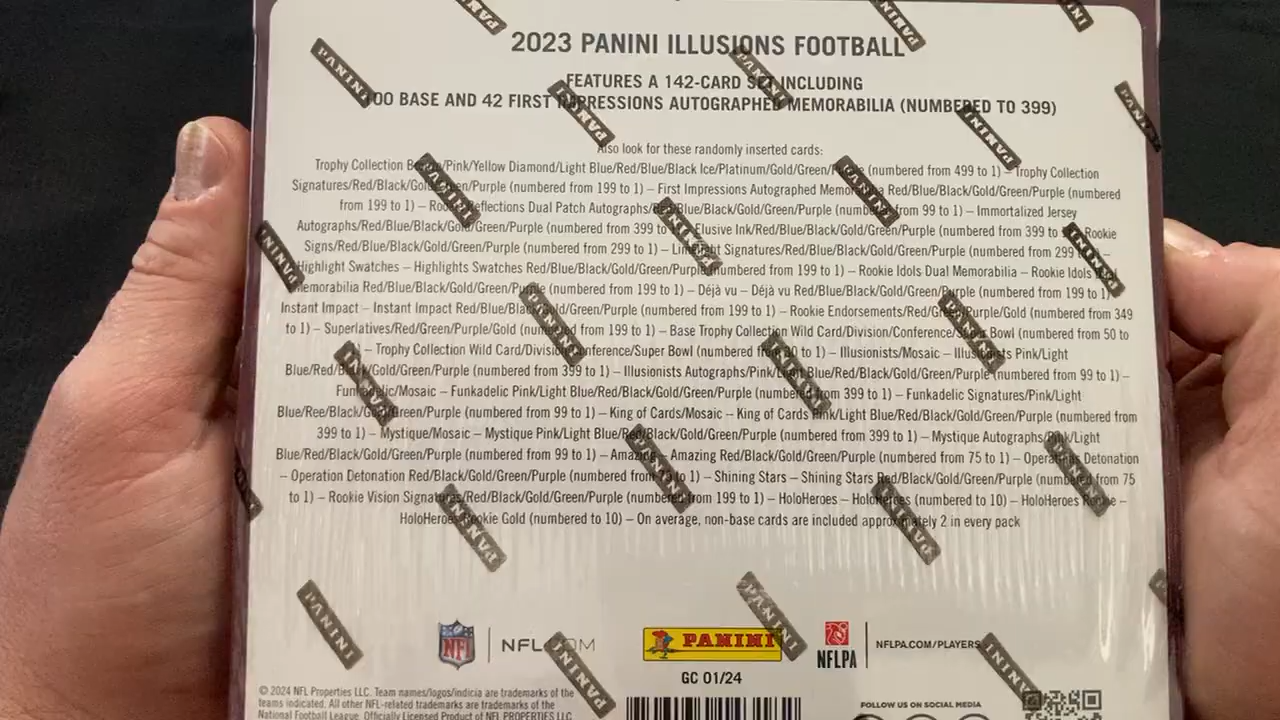 2023 PANINI ILLUSIONS FOOTBALL
FEATURES A 142-CARD SET INCLUDING
100 BASE AND 42 FIRST IMPRESSIONS AUTOGRAPHED MEMORABILIA (NUMBERED TO 399)
Also look for these randomly inserted cards:
Trophy Collection Pink/Yellow Diamond/Light Blue/Red/Blue/Black Ice/Platinum/Gold/Green/Purple (numbered from 499 to 1) – Trophy Collection
Signatures/Red/Black/Gold/Green/Purple (numbered from 199 to 1) – First Impressions Autographed Memorabilia Red/Blue/Black/Gold/Green/Purple (numbered
from 199 to 1) – Rookie Reflections Dual Patch Autographs/Red/Blue/Black/Gold/Green/Purple (numbered from 99 to 1) – Immortalized Jersey
Autographs/Red/Blue/Black/Gold/Green/Purple (numbered from 399 to 1) – Elusive Ink/Red/Blue/Black/Gold/Green/Purple (numbered from 399 to 1) – Rookie
Signs/Red/Blue/Black/Gold/Green/Purple (numbered from 299 to 1) – Limelight Signatures/Red/Blue/Black/Gold/Green/Purple (numbered from 299 to 1) –
Highlight Swatches – Highlights Swatches Red/Blue/Black/Gold/Green/Purple (numbered from 199 to 1) – Rookie Idols Dual Memorabilia – Rookie Idols Dual
Memorabilia Red/Blue/Black/Gold/Green/Purple (numbered from 199 to 1) – Déjà vu – Déjà vu Red/Blue/Black/Gold/Green/Purple (numbered from 199 to 1)
Instant Impact – Instant Impact Red/Blue/Black/Gold/Green/Purple (numbered from 199 to 1) – Rookie Endorsements/Red/Green/Purple/Gold (numbered from 349
to 1) – Superlatives/Red/Green/Purple/Gold (numbered from 199 to 1) – Base Trophy Collection Wild Card/Division/Conference/Super Bowl (numbered from 50 to
1) – Trophy Collection Wild Card/Division/Conference/Super Bowl (numbered from to 1) – Illusionists/Mosaic – Illusionists Pink/Light
Blue/Red/Black/Gold/Green/Purple (numbered from 399 to 1) – Illusionists Autographs/Pink/Light Blue/Red/Black/Gold/Green/Purple (numbered from 99 to 1) –
Funkadelic/Mosaic – Funkadelic Pink/Light Blue/Red/Black/Gold/Green/Purple (numbered from 399 to 1) – Funkadelic Signatures/Pink/Light
Blue/Ree/Black/Gold/Green/Purple (numbered from 99 to 1) – King of Cards/Mosaic – King of Cards Pink/Light Blue/Red/Black/Gold/Green/Purple (numbered from
399 to 1) – Mystique/Mosaic – Mystique Pink/Light Blue/Red/Black/Gold/Green/Purple (numbered from 399 to 1) – Mystique Autographs/Pink/Light
Blue/Red/Black/Gold/Green/Purple (numbered from 99 to 1) – Amazing – Amazing Red/Black/Gold/Green/Purple (numbered from 75 to 1) – Detonation
– Operation Detonation Red/Black/Gold/Green/Purple (numbered from to 1) – Shining Stars – Shining Stars Red/Black/Gold/Green/Purple (numbered from 75
to 1) – Rookie Vision Signatures/Red/Black/Gold/Green/Purple (numbered from 199 to 1) – HoloHeroes – HoloHeroes (numbered to 10) – HoloHeroes Rookie –
HoloHeroes Rookie Gold (numbered to 10) – On average, non-base cards are included approximately 2 in every pack
NFL NFL.COM PANINI NFLPA NFLPA.COM/PLAYERS
GC 01/24
© 2024 NFL Properties LLC. Team names/logos/indicia are trademarks of the
teams indicated. All other NFL-related trademarks are trademarks of the
National Football League. Officially Licensed Product of NFL PROPERTIES LLC
FOLLOW US ON SOCIAL MEDIA